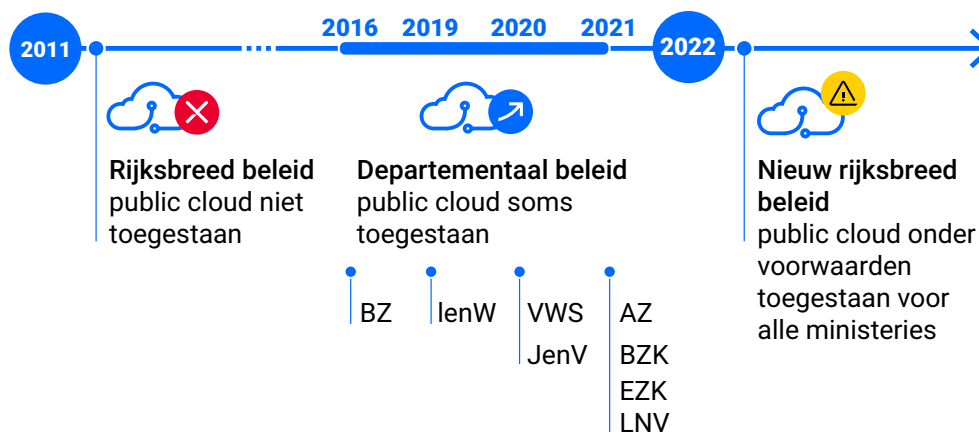 2011
2016
2019
2020
2021
2022
Rijksbreed beleid
public cloud niet
toegestaan
Departementaal beleid
public cloud soms
toegestaan
BZ
IenW
VWS
JenV
AZ
BZK
EZK
LNV
Nieuw rijksbreed
beleid
public cloud onder
voorwaarden
toegestaan voor
alle ministeries